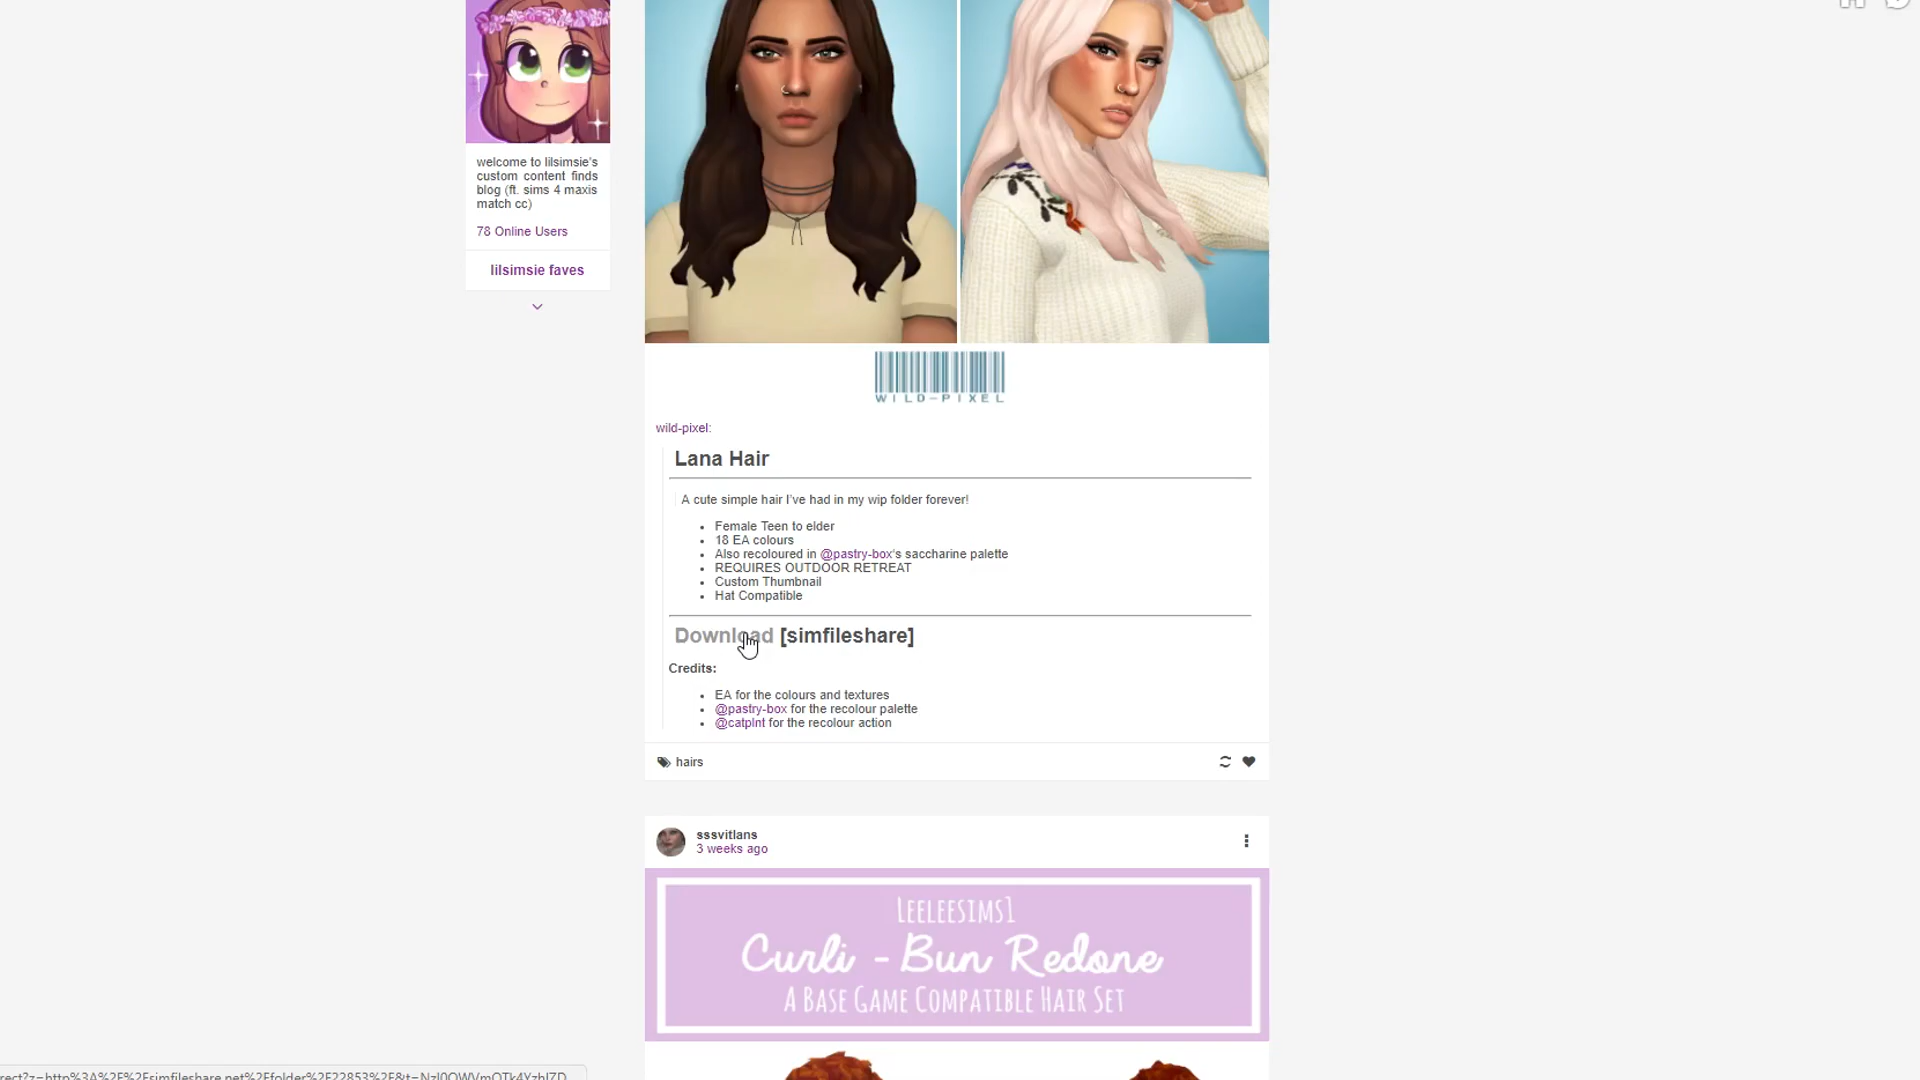 welcome to lilsimsie's
custom content finds
blog (ft. sims 4 maxis
match cc)
78 Online Users
lilsimsie faves
WILD-PIXEL
wild-pixel:
Lana Hair
A cute simple hair I've had in my wip folder forever!
• Female Teen to elder
• 18 EA colours
• Also recoloured in @pastry-box's saccharine palette
• REQUIRES OUTDOOR RETREAT
• Custom Thumbnail
• Hat Compatible
Download [simfileshare]
Credits:
• EA for the colours and textures
• @pastry-box for the recolour palette
• @catplnt for the recolour action
hairs
sssvitlans
3 weeks ago
LEELEESIMS1
Curli - Bun Redone
A BASE GAME COMPATIBLE HAIR SET